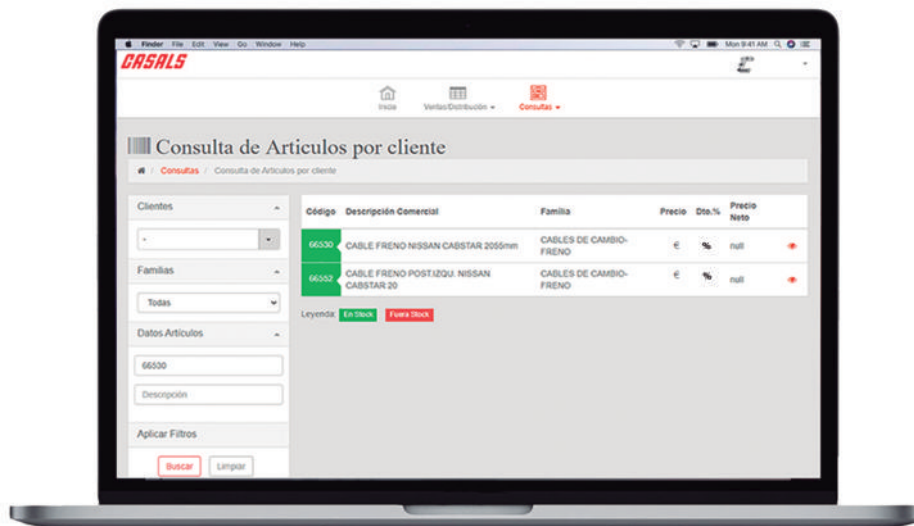 Finder File Edit View Go Window Help
Mon 9:41 AM
CASALS
Inicio
Ventas/Distribución
Consultas
Consulta de Artículos por cliente
/ Consultas / Consulta de Artículos por cliente
Clientes
-
Familias
Todas
Datos Artículos
66530
Descripción
Aplicar Filtros
Buscar Limpiar
Código Descripción Comercial Familia Precio Dto.% Precio Neto
66530 CABLE FRENO NISSAN CABSTAR 2055mm CABLES DE CAMBIO-FRENO € % null
66552 CABLE FRENO POST.IZQU. NISSAN CABSTAR 20 CABLES DE CAMBIO-FRENO € % null
Leyenda: En Stock Fuera Stock